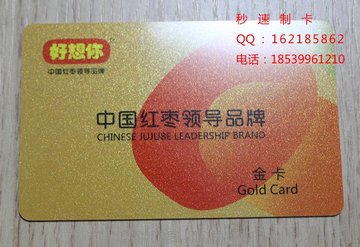 秒速制卡
QQ：162185862
电话：18539961210
好想你
中国红枣领导品牌
中国红枣领导品牌
CHINESE JUJUBE LEADERSHIP BRAND
金卡
Gold Card